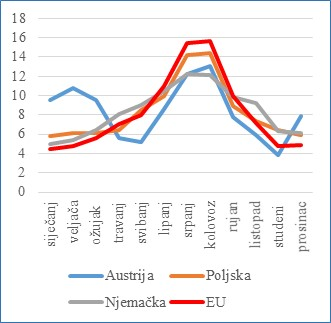 18
16
14
12
10
8
6
4
2
0
siječanj
veljača
ožujak
travanj
svibanj
lipanj
srpanj
kolovoz
rujan
listopad
studeni
prosinac
Austrija Poljska
Njemačka EU